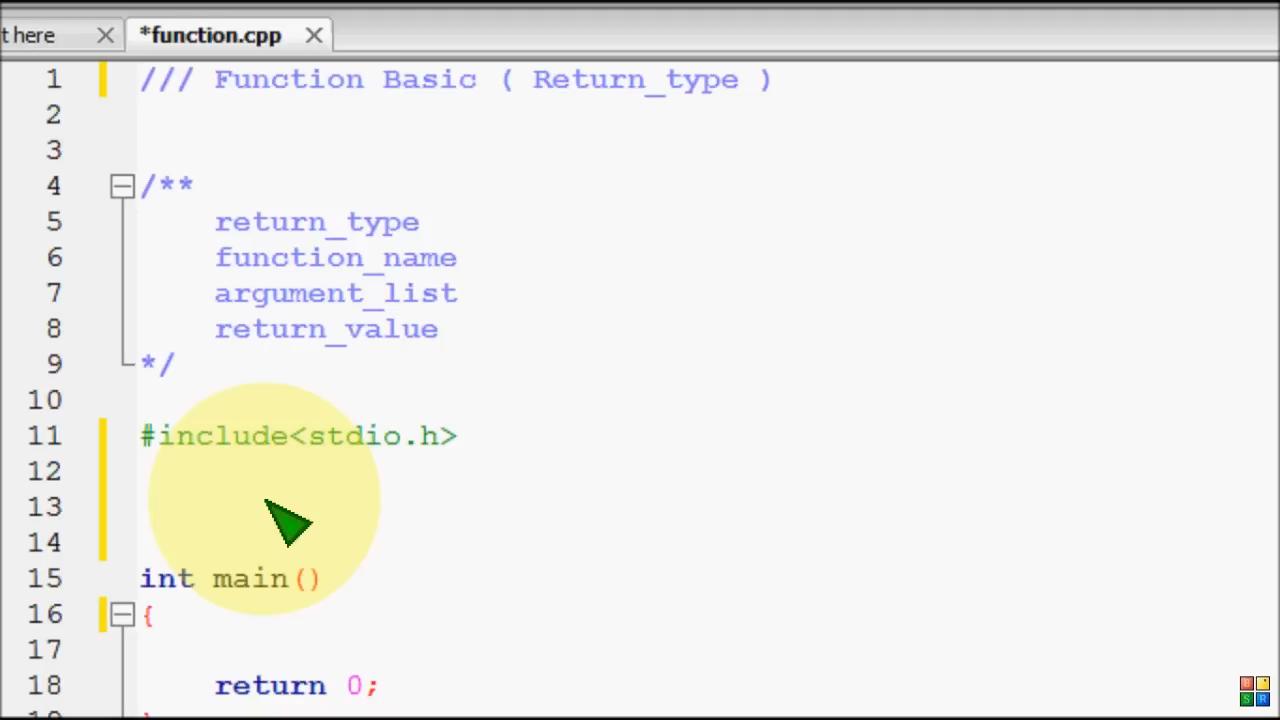 t here
*function.cpp
1 /// Function Basic ( Return_type )
2
3
4 /**
5 return_type
6 function_name
7 argument_list
8 return_value
9 */
10
11 #include<stdio.h>
12
13
14
15 int main()
16 {
17
18 return 0;